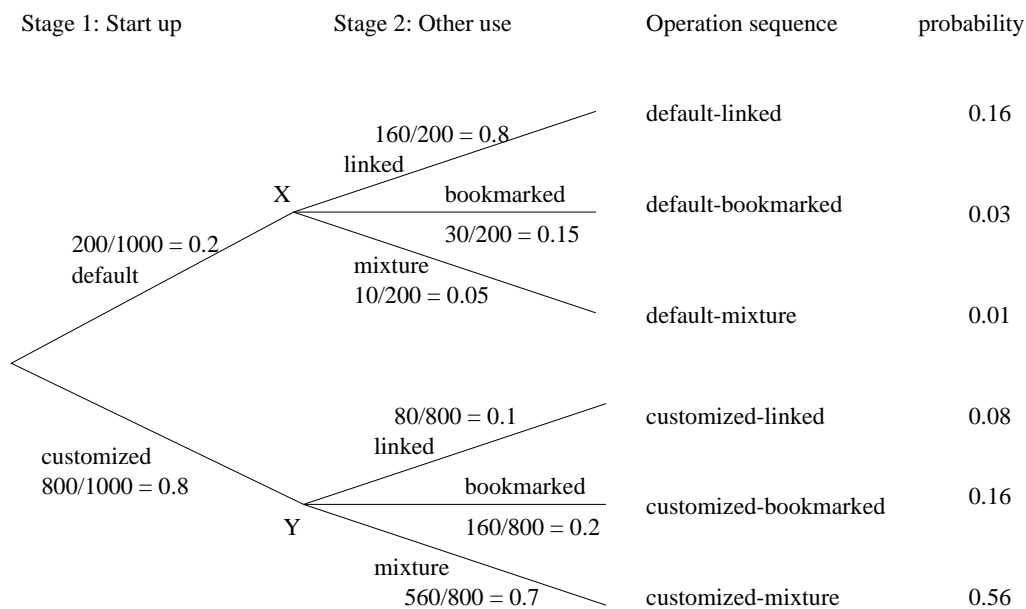 Stage 1: Start up
Stage 2: Other use
Operation sequence
probability
160/200 = 0.8
linked
default-linked
0.16
X
bookmarked
30/200 = 0.15
default-bookmarked
0.03
200/1000 = 0.2
default
mixture
10/200 = 0.05
default-mixture
0.01
80/800 = 0.1
linked
customized-linked
0.08
customized
800/1000 = 0.8
Y
bookmarked
160/800 = 0.2
customized-bookmarked
0.16
mixture
560/800 = 0.7
customized-mixture
0.56